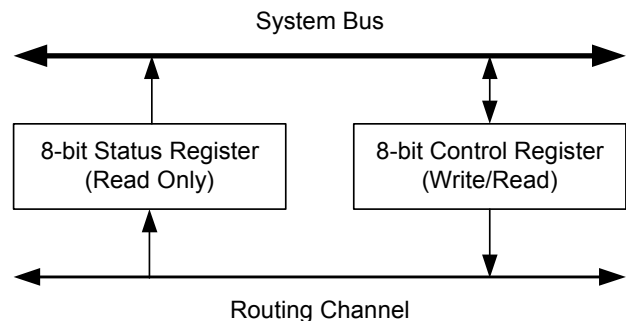 System Bus
8-bit Status Register
(Read Only)
8-bit Control Register
(Write/Read)
Routing Channel